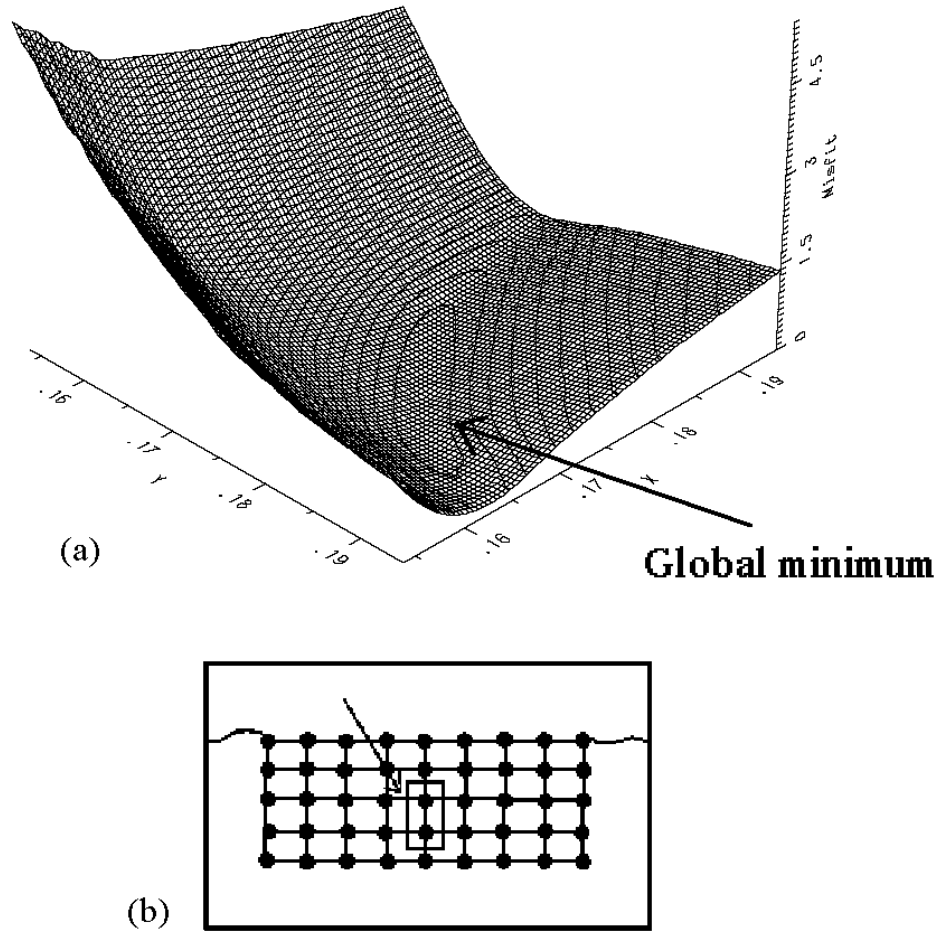 4.5
3
Misfit
1.5
0
.16
.17
Y
.18
.19
.19
.18
X
.17
.16
(a)
Global minimum
(b)